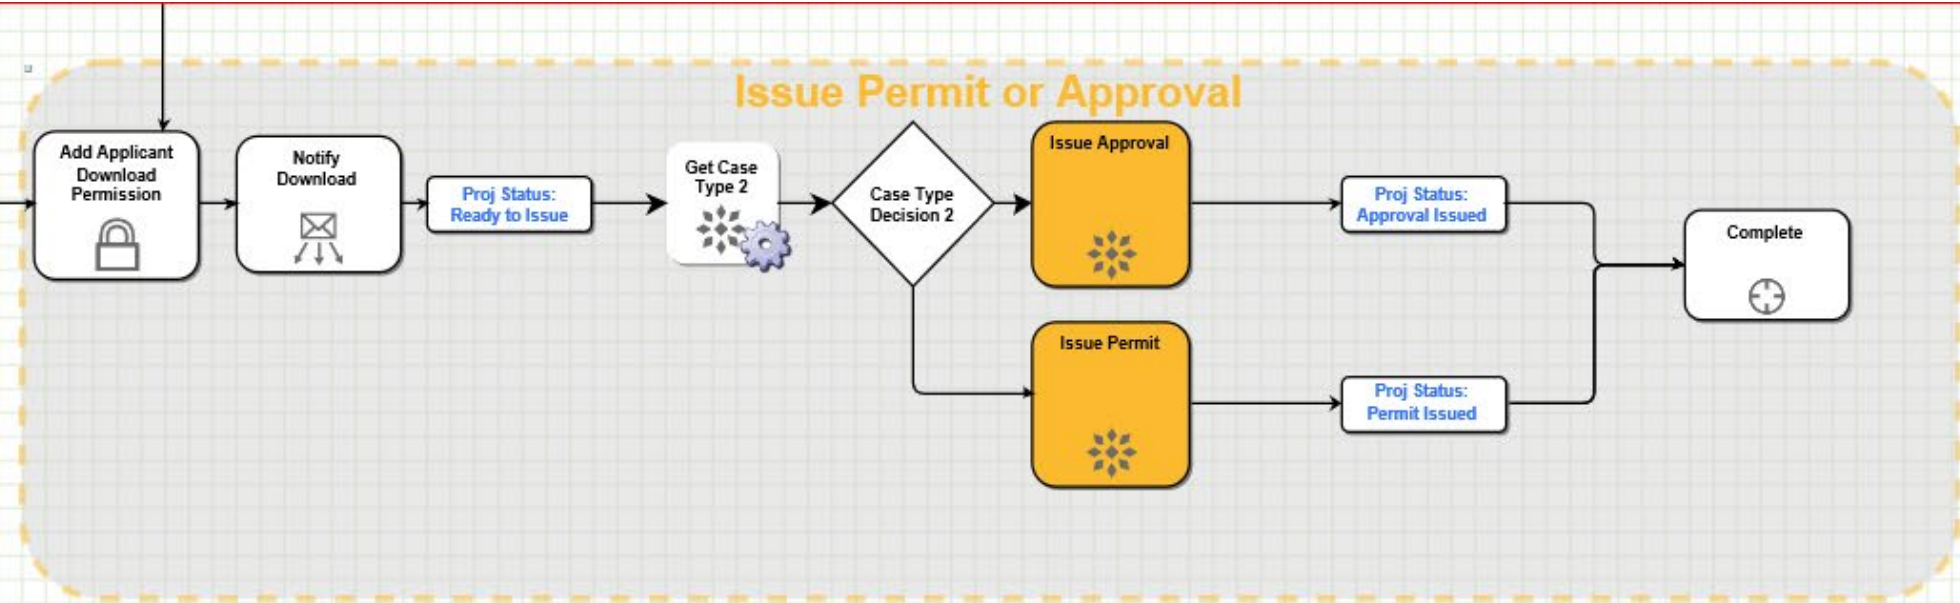 Issue Permit or Approval
Add Applicant
Download
Permission
Notify
Download
Proj Status:
Ready to Issue
Get Case
Type 2
Case Type
Decision 2
Issue Approval
Proj Status:
Approval Issued
Complete
Issue Permit
Proj Status:
Permit Issued